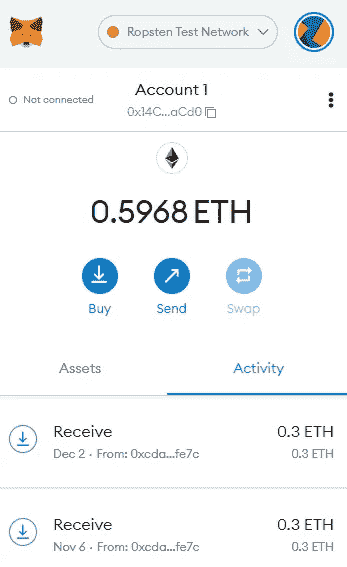 Ropsten Test Network
Account 1
Not connected
0x14C...aCd0
0.5968 ETH
Buy Send Swap
Assets Activity
Receive 0.3 ETH
Dec 2 · From: 0xcda...fe7c 0.3 ETH
Receive 0.3 ETH
Nov 6 · From: 0xcda...fe7c 0.3 ETH